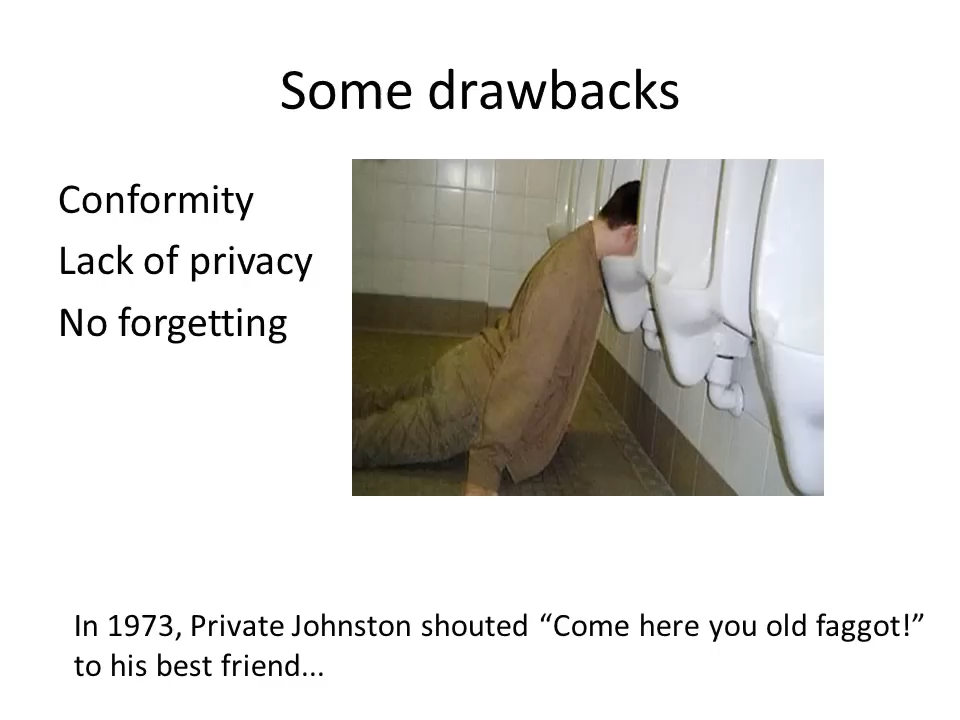 Some drawbacks
Conformity
Lack of privacy
No forgetting
In 1973, Private Johnston shouted “Come here you old faggot!”
to his best friend...